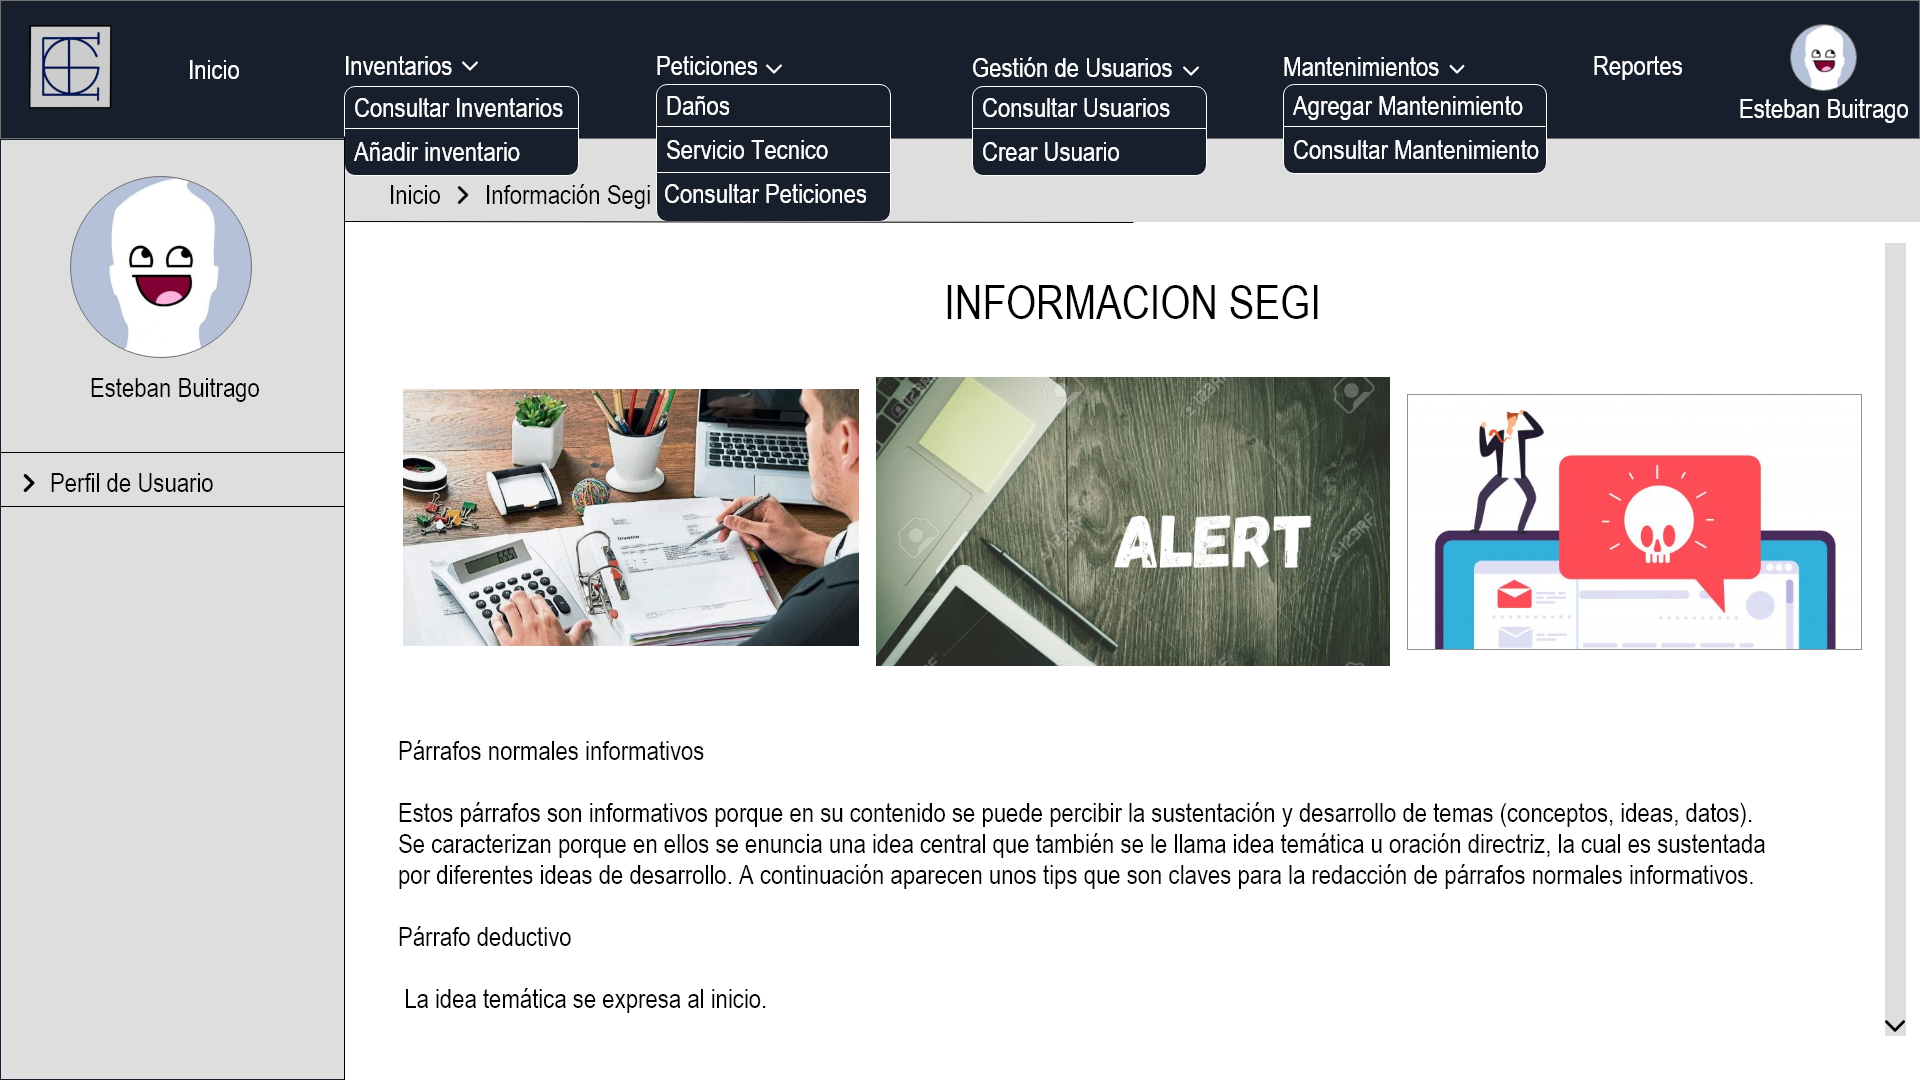 Inicio
Inventarios
Consultar Inventarios
Añadir inventario
Peticiones
Daños
Servicio Tecnico
Consultar Peticiones
Gestión de Usuarios
Consultar Usuarios
Crear Usuario
Mantenimientos
Agregar Mantenimiento
Consultar Mantenimiento
Reportes
Esteban Buitrago
Esteban Buitrago
Perfil de Usuario
Inicio
Información Segi
INFORMACION SEGI
Invoice
ALERT
Párrafos normales informativos
Estos párrafos son informativos porque en su contenido se puede percibir la sustentación y desarrollo de temas (conceptos, ideas, datos).
Se caracterizan porque en ellos se enuncia una idea central que también se le llama idea temática u oración directriz, la cual es sustentada
por diferentes ideas de desarrollo. A continuación aparecen unos tips que son claves para la redacción de párrafos normales informativos.
Párrafo deductivo
La idea temática se expresa al inicio.